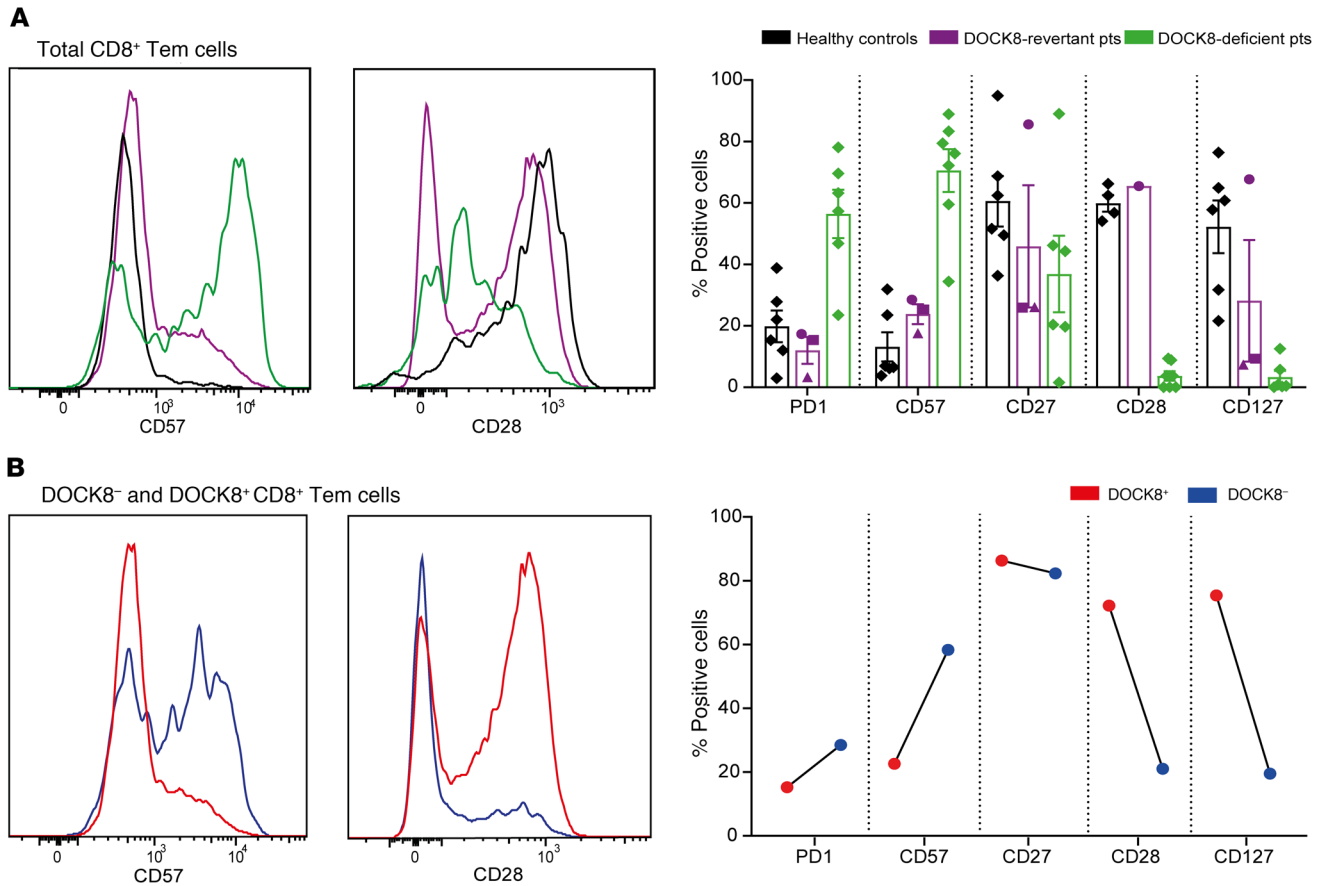 A
Total CD8⁺ Tem cells
Healthy controls DOCK8-revertant pts DOCK8-deficient pts
0 10³ 10⁴
CD57
0 10³
CD28
% Positive cells
100
80
60
40
20
0
PD1 CD57 CD27 CD28 CD127
B
DOCK8⁻ and DOCK8⁺CD8⁺ Tem cells
DOCK8⁺ DOCK8⁻
0 10³ 10⁴
CD57
0 10³
CD28
% Positive cells
100
80
60
40
20
0
PD1 CD57 CD27 CD28 CD127